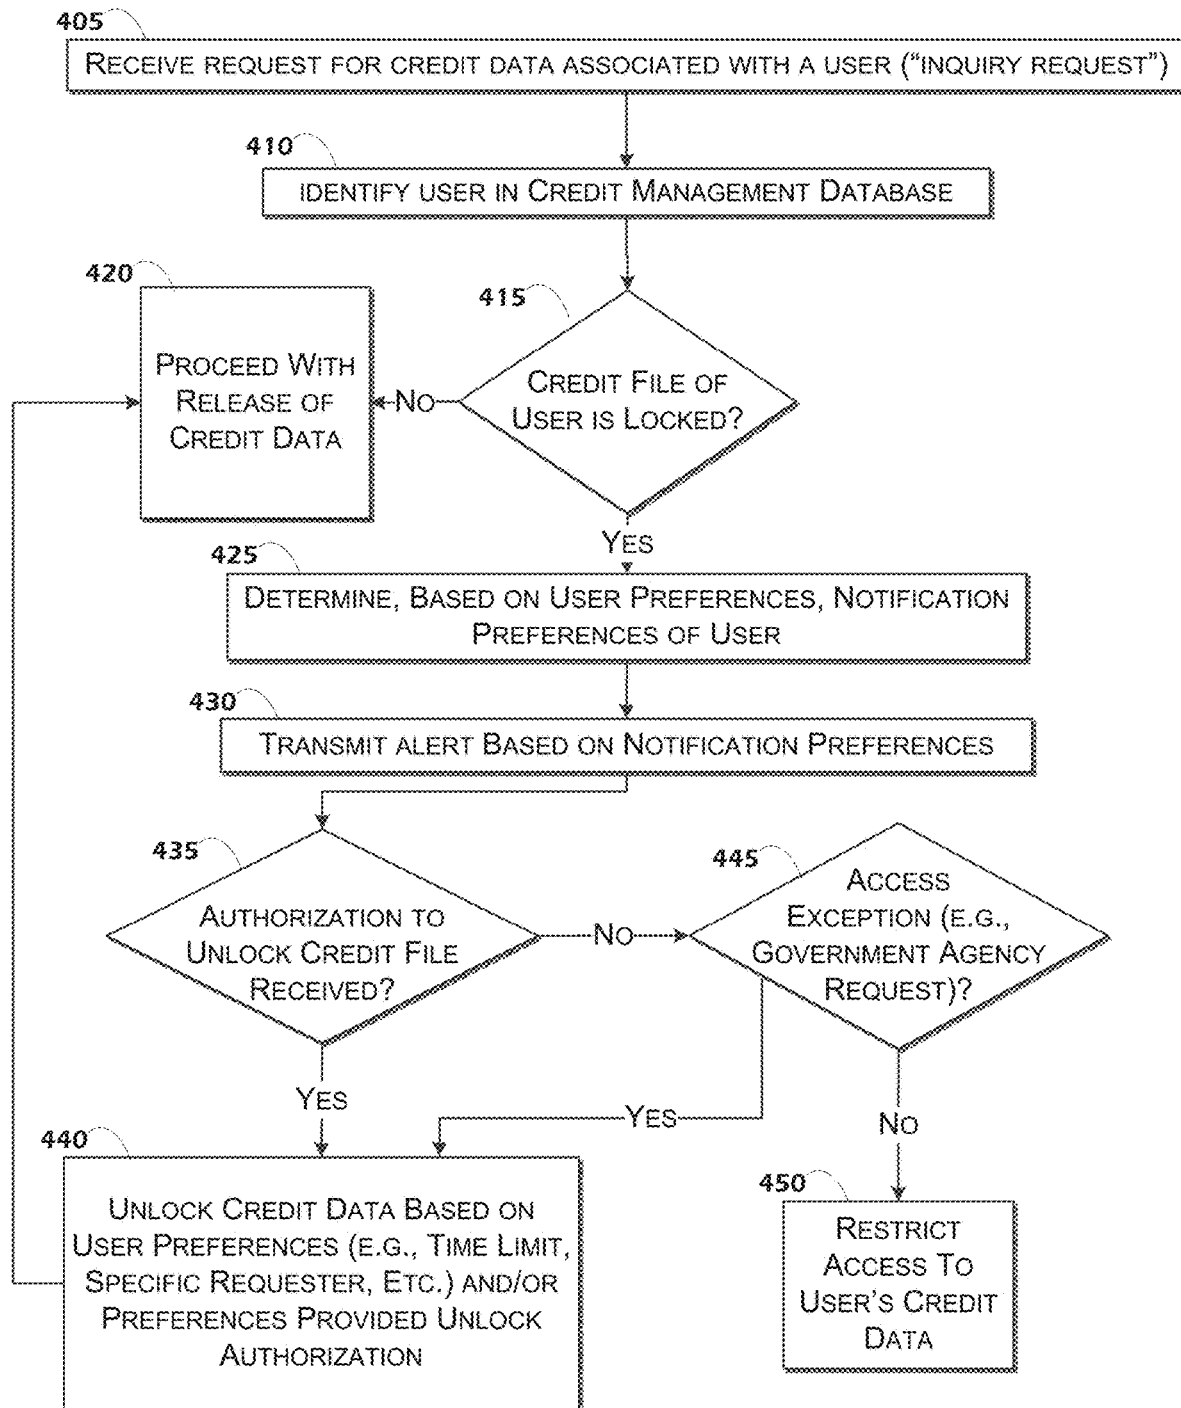 405
RECEIVE REQUEST FOR CREDIT DATA ASSOCIATED WITH A USER (“INQUIRY REQUEST”)
410
IDENTIFY USER IN CREDIT MANAGEMENT DATABASE
420
PROCEED WITH
RELEASE OF
CREDIT DATA
415
CREDIT FILE OF
USER IS LOCKED?
NO
YES
425
DETERMINE, BASED ON USER PREFERENCES, NOTIFICATION
PREFERENCES OF USER
430
TRANSMIT ALERT BASED ON NOTIFICATION PREFERENCES
435
AUTHORIZATION TO
UNLOCK CREDIT FILE
RECEIVED?
NO
445
ACCESS
EXCEPTION (E.G.,
GOVERNMENT AGENCY
REQUEST)?
YES
YES
NO
440
UNLOCK CREDIT DATA BASED ON
USER PREFERENCES (E.G., TIME LIMIT,
SPECIFIC REQUESTER, ETC.) AND/OR
PREFERENCES PROVIDED UNLOCK
AUTHORIZATION
450
RESTRICT
ACCESS TO
USER'S CREDIT
DATA